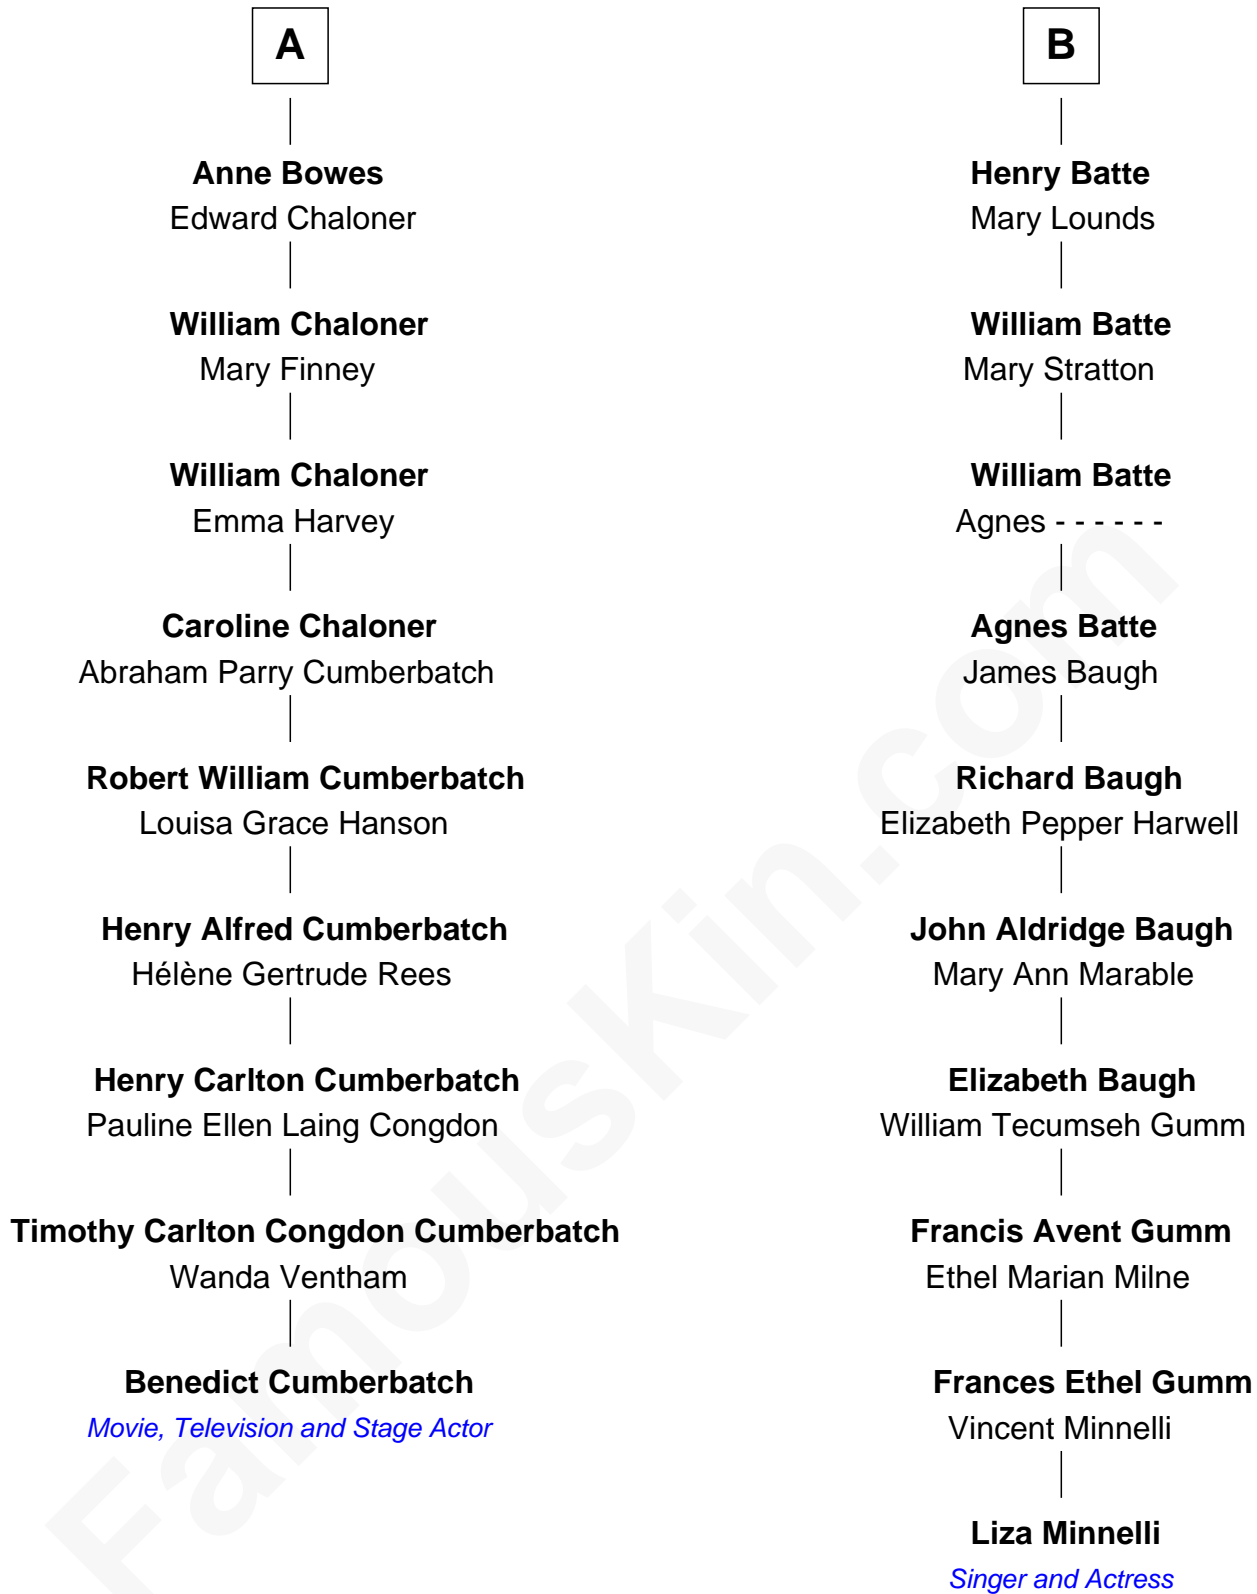 A
Anne Bowes
Edward Chaloner
William Chaloner
Mary Finney
William Chaloner
Emma Harvey
Caroline Chaloner
Abraham Parry Cumberbatch
Robert William Cumberbatch
Louisa Grace Hanson
Henry Alfred Cumberbatch
Hélène Gertrude Rees
Henry Carlton Cumberbatch
Pauline Ellen Laing Congdon
Timothy Carlton Congdon Cumberbatch
Wanda Ventham
Benedict Cumberbatch
Movie, Television and Stage Actor
B
Henry Batte
Mary Lounds
William Batte
Mary Stratton
William Batte
Agnes - - - - - -
Agnes Batte
James Baugh
Richard Baugh
Elizabeth Pepper Harwell
John Aldridge Baugh
Mary Ann Marable
Elizabeth Baugh
William Tecumseh Gumm
Francis Avent Gumm
Ethel Marian Milne
Frances Ethel Gumm
Vincent Minnelli
Liza Minnelli
Singer and Actress
FamousKin.com